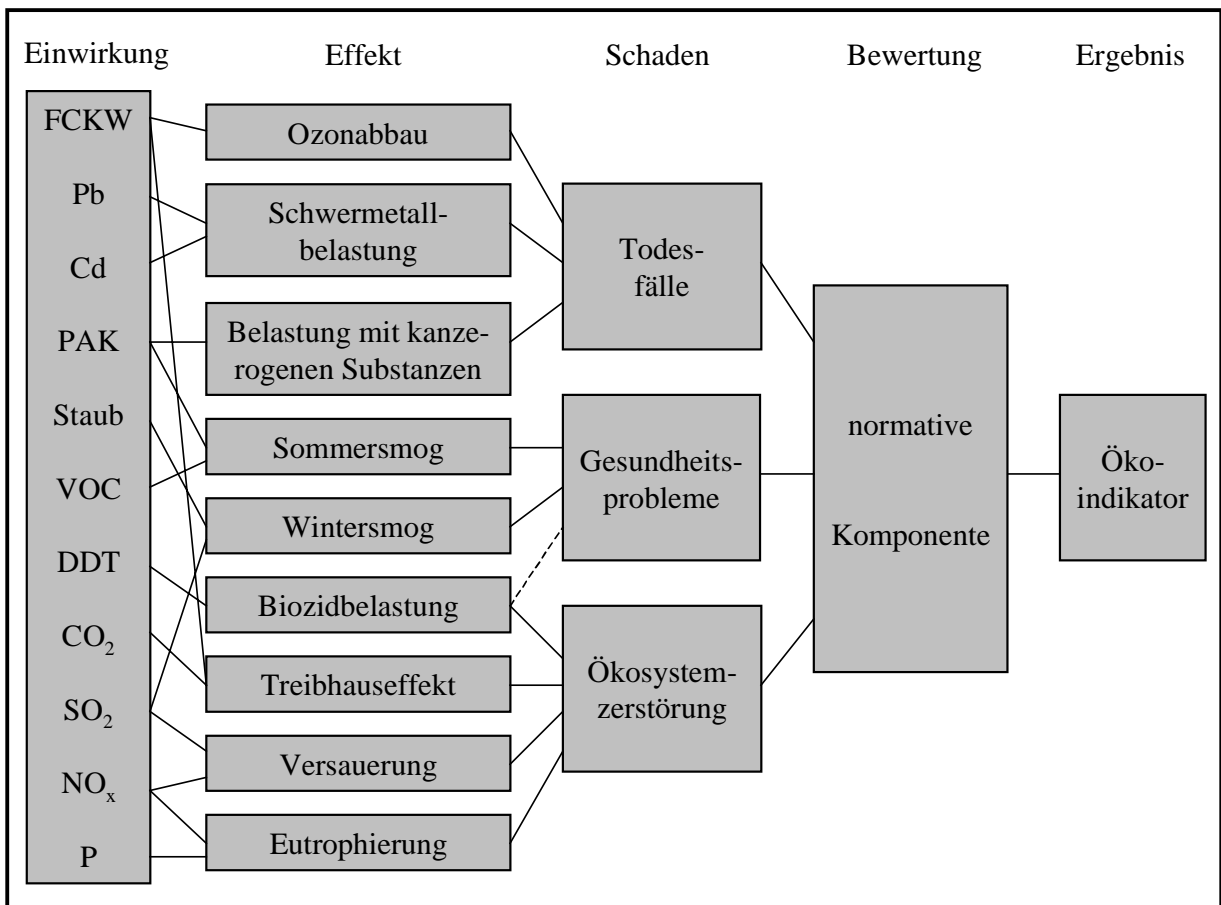 Einwirkung
Effekt
Schaden
Bewertung
Ergebnis
FCKW
Pb
Cd
PAK
Staub
VOC
DDT
CO₂
SO₂
NOₓ
P
Ozonabbau
Schwermetall-
belastung
Belastung mit kanze-
rogenen Substanzen
Sommersmog
Wintersmog
Biozidbelastung
Treibhauseffekt
Versauerung
Eutrophierung
Todes-
fälle
Gesundheits-
probleme
Ökosystem-
zerstörung
normative
Komponente
Öko-
indikator